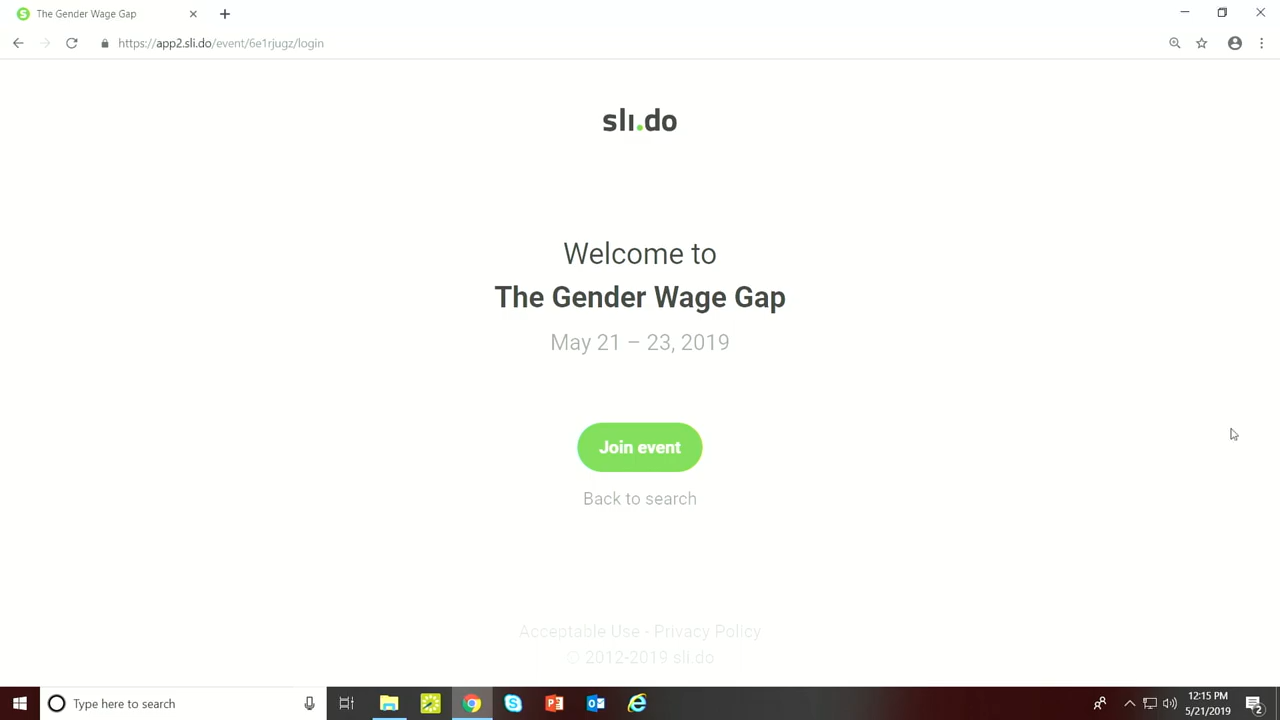 The Gender Wage Gap
https://app2.sli.do/event/6e1rjugz/login
sli.do
Welcome to
The Gender Wage Gap
May 21 – 23, 2019
Join event
Back to search
Acceptable Use - Privacy Policy
© 2012-2019 sli.do
Type here to search
12:15 PM
5/21/2019
2